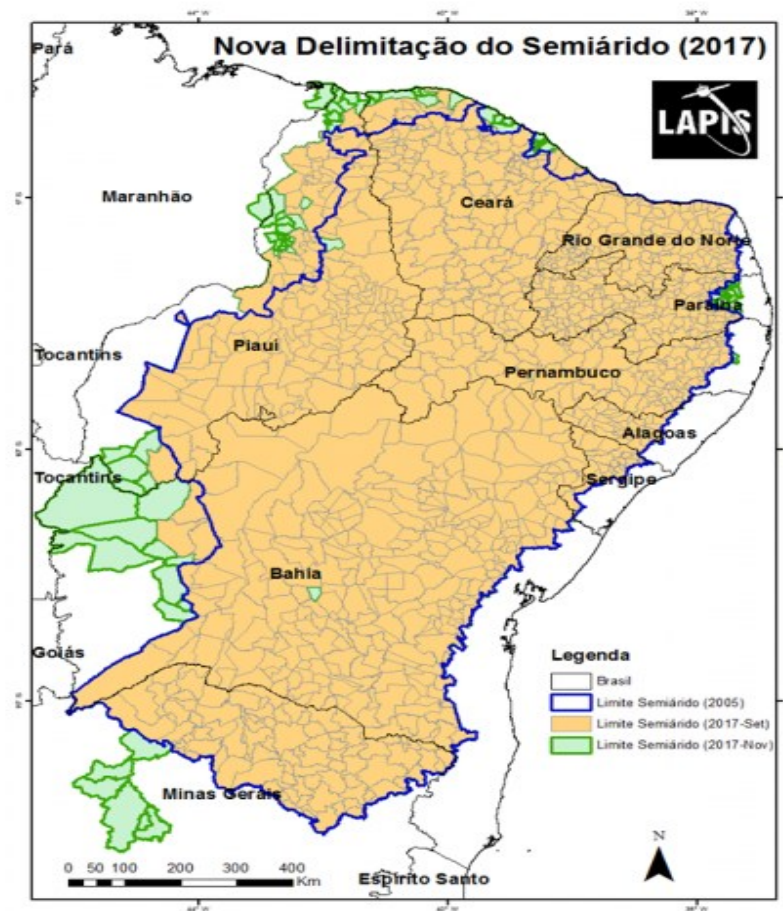 Nova Delimitação do Semiárido (2017)
Pará
LAPIS
Maranhão
Ceará
Rio Grande do Norte
Paraíba
Piauí
Tocantins
Pernambuco
Alagoas
Tocantins
Sergipe
Bahia
Goiás
Legenda
Brasil
Limite Semiárido (2005)
Limite Semiárido (2017-Set)
Limite Semiárido (2017-Nov)
Minas Gerais
N
0 50 100 200 300 400
Km
Espírito Santo